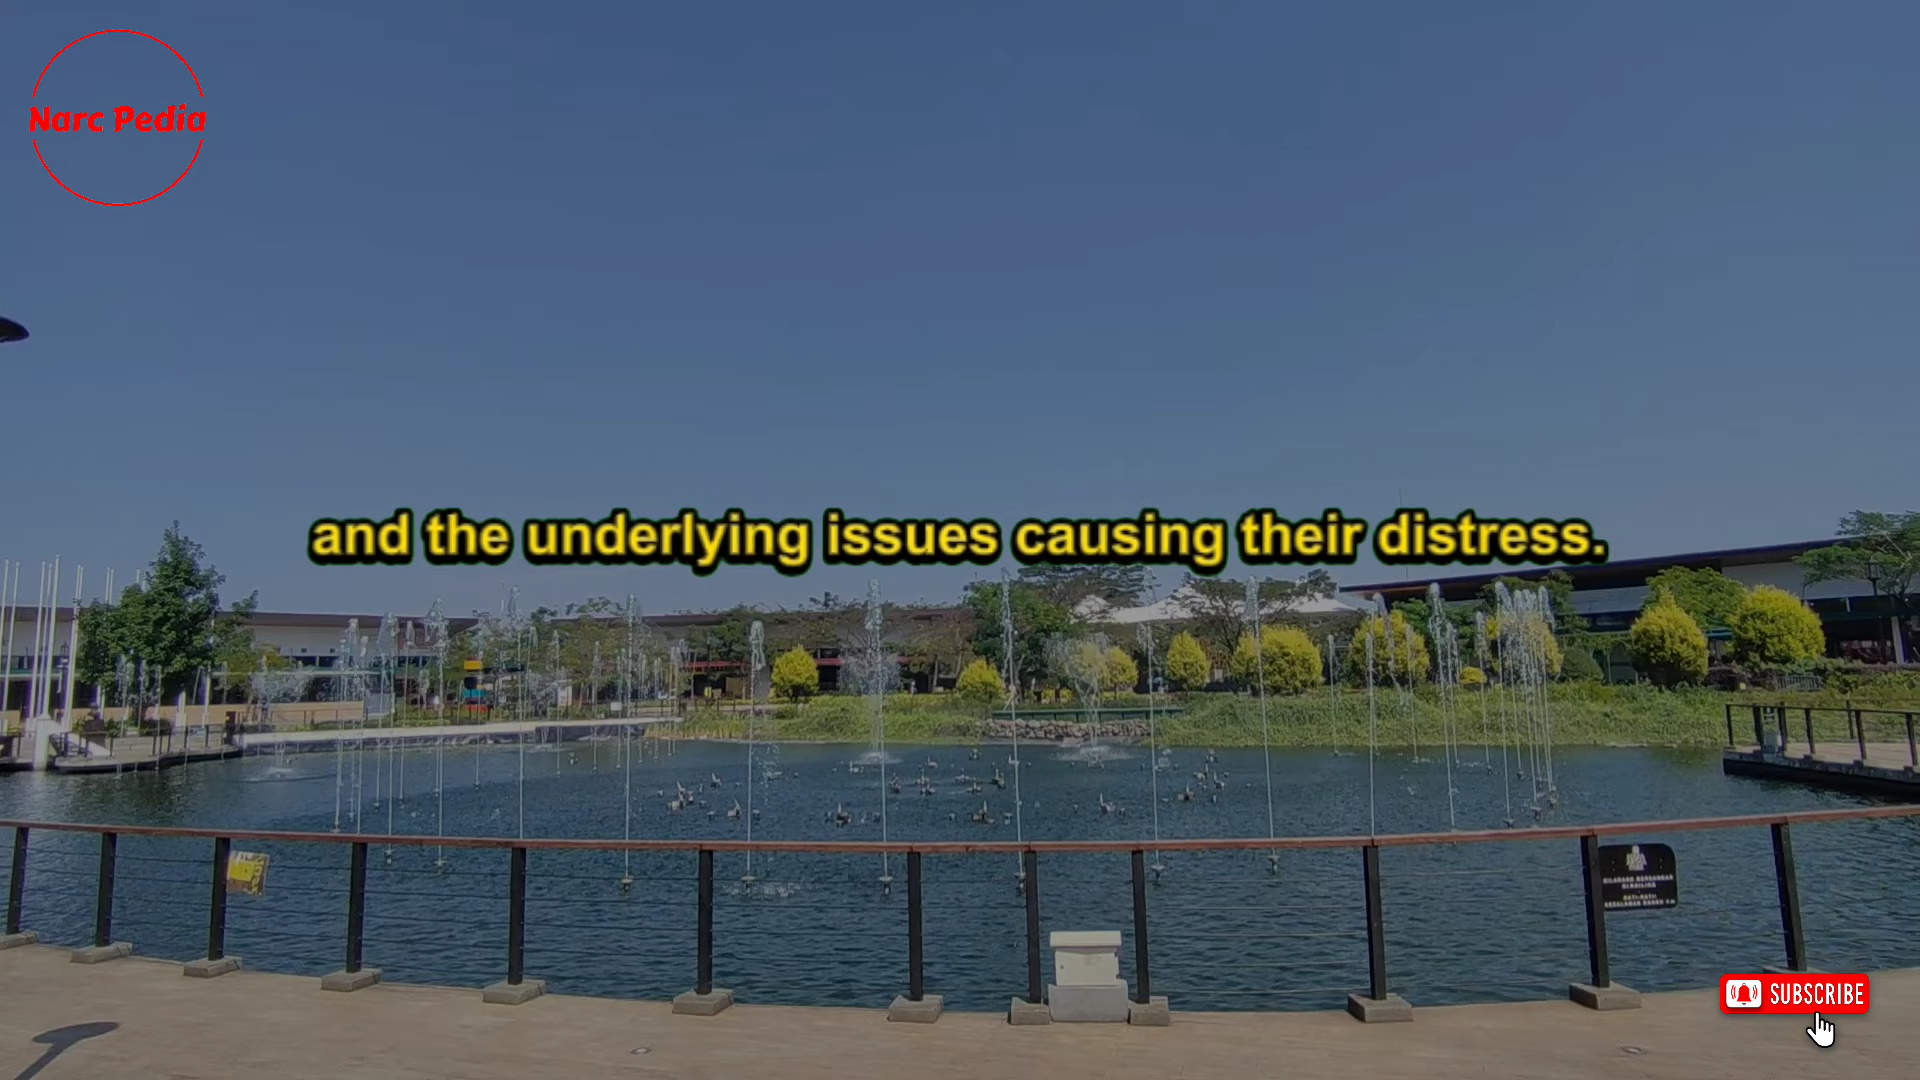 Narc Pedia
and the underlying issues causing their distress.
SUBSCRIBE